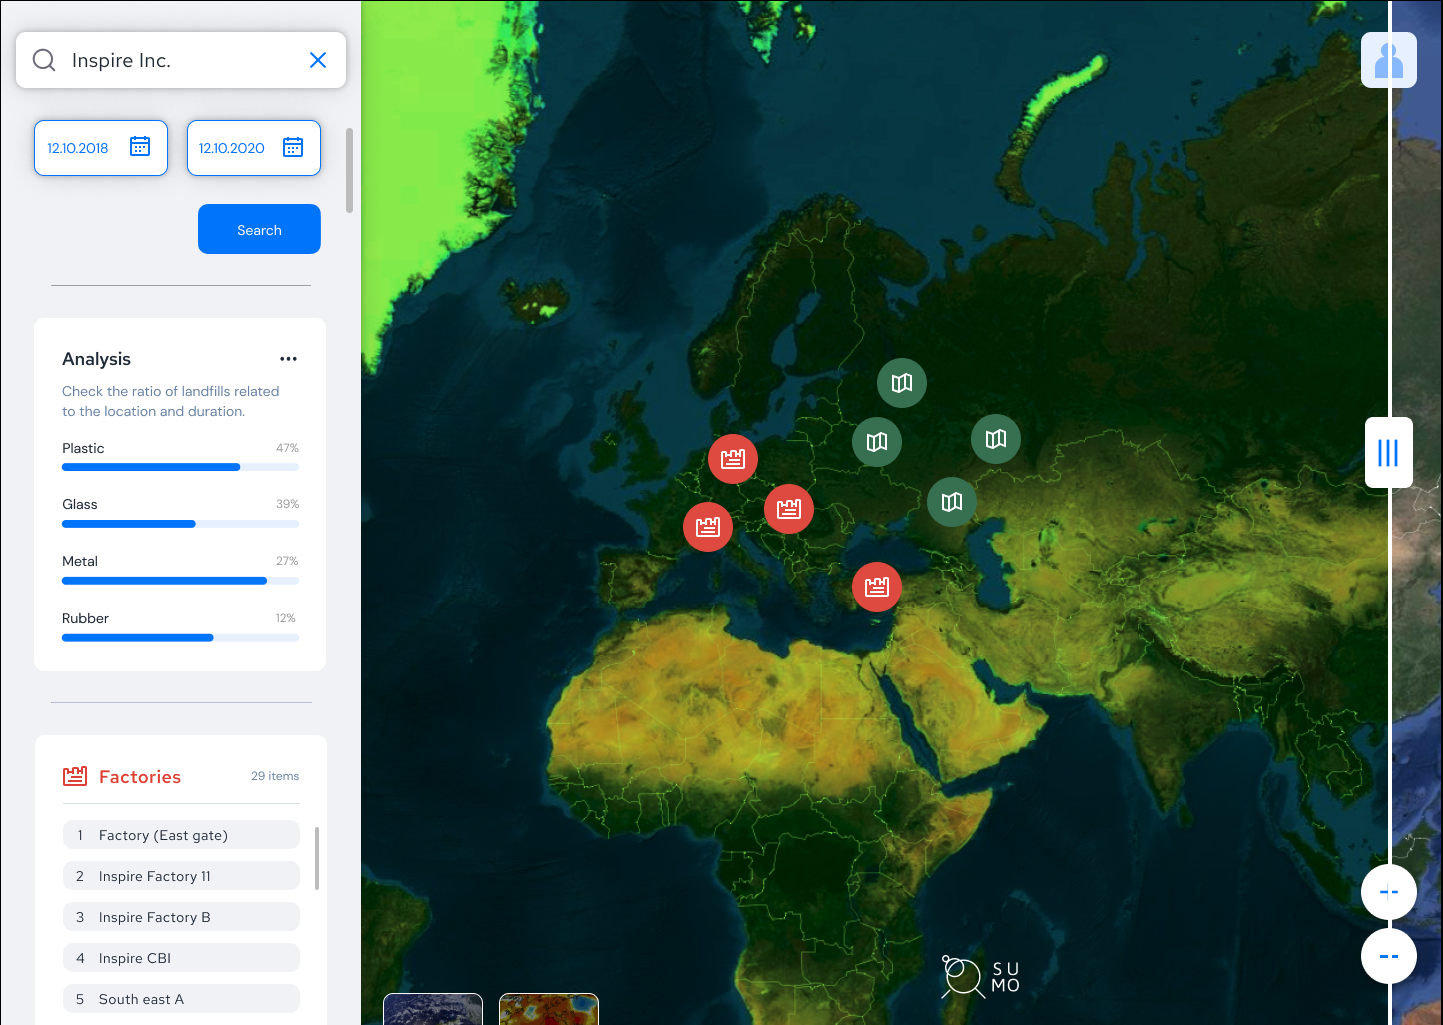 Inspire Inc.
12.10.2018
12.10.2020
Search
Analysis
Check the ratio of landfills related
to the location and duration.
Plastic 47%
Glass 39%
Metal 27%
Rubber 12%
Factories 29 items
1 Factory (East gate)
2 Inspire Factory 11
3 Inspire Factory B
4 Inspire CBI
5 South east A
SU
MO